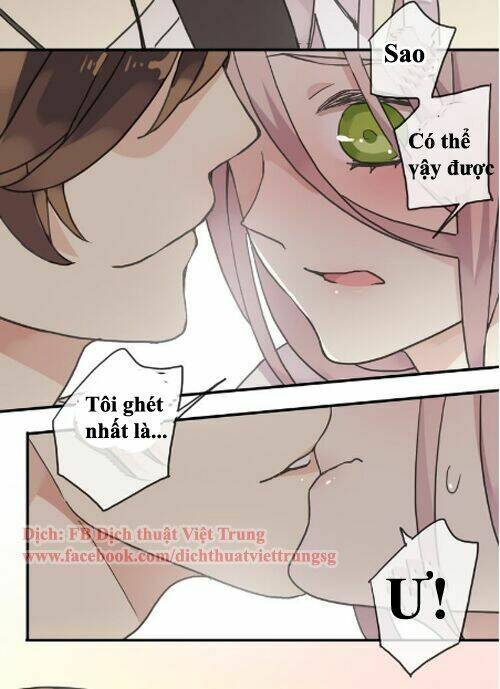 Sao
Có thể
vậy được
Tôi ghét
nhất là...
Dịch: FB Dịch thuật Việt Trung
www.facebook.com/dichthuatviettrungsg
Ư!